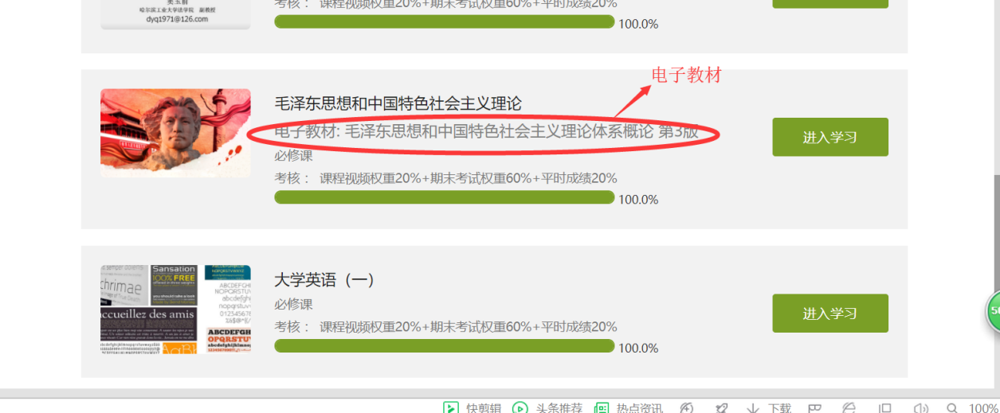 哈尔滨工业大学法学院 副教授
dyq1971@126.com
考核： 课程视频权重20%+期末考试权重60%+平时成绩20%
100.0%
电子教材
毛泽东思想和中国特色社会主义理论
电子教材: 毛泽东思想和中国特色社会主义理论体系概论 第3版
进入学习
必修课
考核： 课程视频权重20%+期末考试权重60%+平时成绩20%
100.0%
Sansation
100% FREE
chrimae
ccueillez des amis
ABCDEFGH
OPQRSTU
大学英语（一）
必修课
进入学习
考核： 课程视频权重20%+期末考试权重60%+平时成绩20%
100.0%
快剪辑 头条推荐 热点资讯 下载 100%